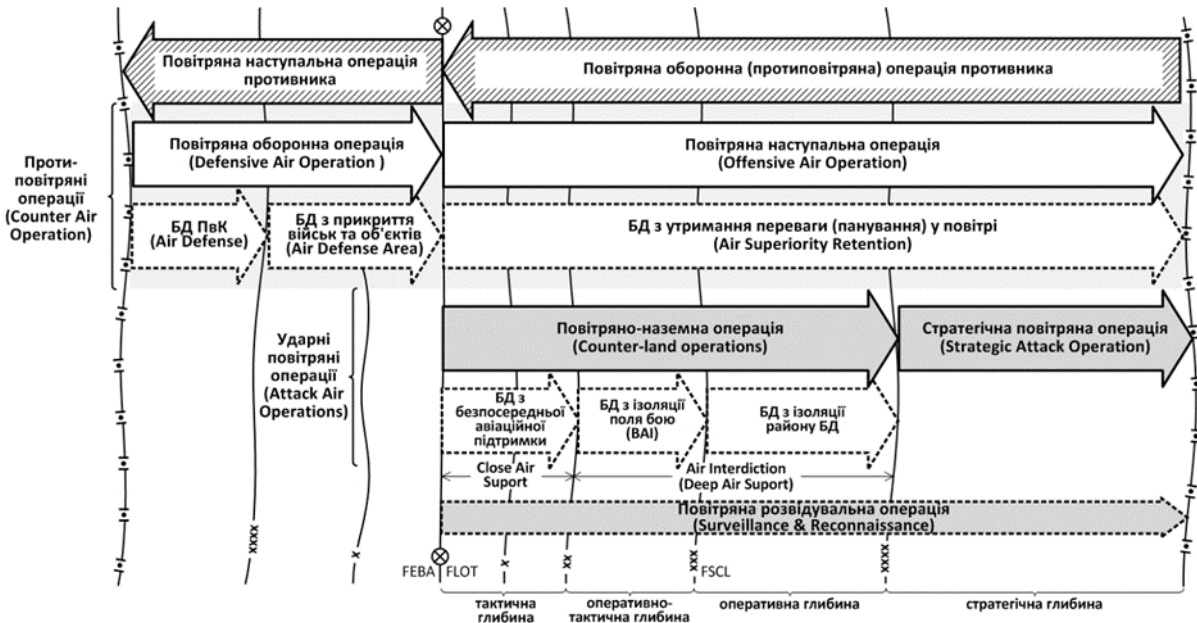 Повітряна наступальна операція
противника
Повітряна оборонна (протиповітряна) операція противника
Проти-
повітряні
операції
(Counter Air
Operation)
Повітряна оборонна операція
(Defensive Air Operation )
Повітряна наступальна операція
(Offensive Air Operation)
БД ПвК
(Air Defense)
БД з прикриття
військ та об'єктів
(Air Defense Area)
БД з утримання переваги (панування) у повітрі
(Air Superiority Retention)
Ударні
повітряні
операції
(Attack Air
Operations)
Повітряно-наземна операція
(Counter-land operations)
Стратегічна повітряна операція
(Strategic Attack Operation)
БД з
безпосередньої
авіаційної
підтримки
БД з ізоляції
поля бою
(BAI)
БД з ізоляції
району БД
Close Air
Suport
Air Interdiction
(Deep Air Suport)
Повітряна розвідувальна операція
(Surveillance & Reconnaissance)
xxxx
x
x
xx
xxx
xxxx
FEBA
FLOT
FSCL
тактична
глибина
оперативно-
тактична глибина
оперативна глибина
стратегічна глибина